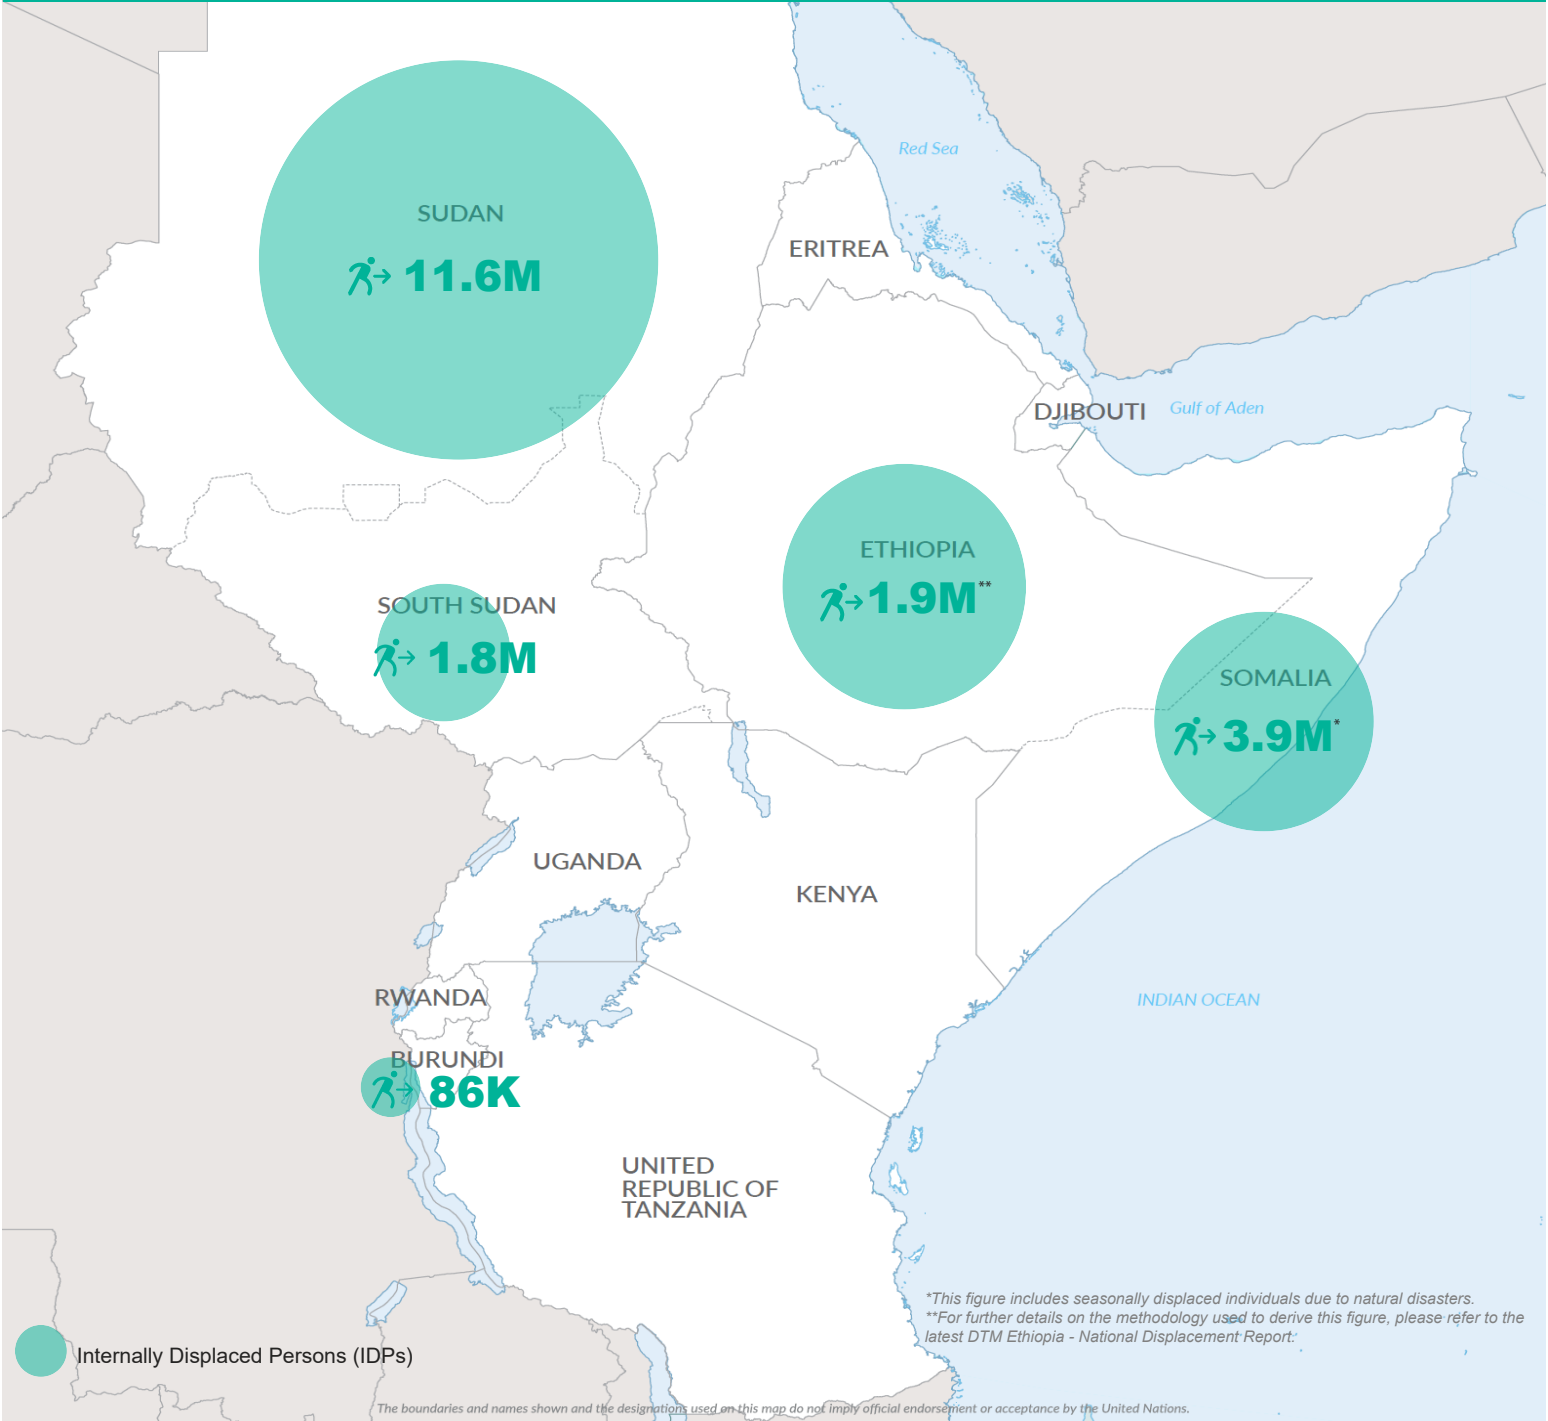 Red Sea
SUDAN
ERITREA
11.6M
DJIBOUTI
Gulf of Aden
ETHIOPIA
1.9M**
SOUTH SUDAN
1.8M
SOMALIA
3.9M*
UGANDA
KENYA
RWANDA
INDIAN OCEAN
BURUNDI
86K
UNITED
REPUBLIC OF
TANZANIA
*This figure includes seasonally displaced individuals due to natural disasters.
**For further details on the methodology used to derive this figure, please refer to the
latest DTM Ethiopia - National Displacement Report.
Internally Displaced Persons (IDPs)
The boundaries and names shown and the designations used on this map do not imply official endorsement or acceptance by the United Nations.